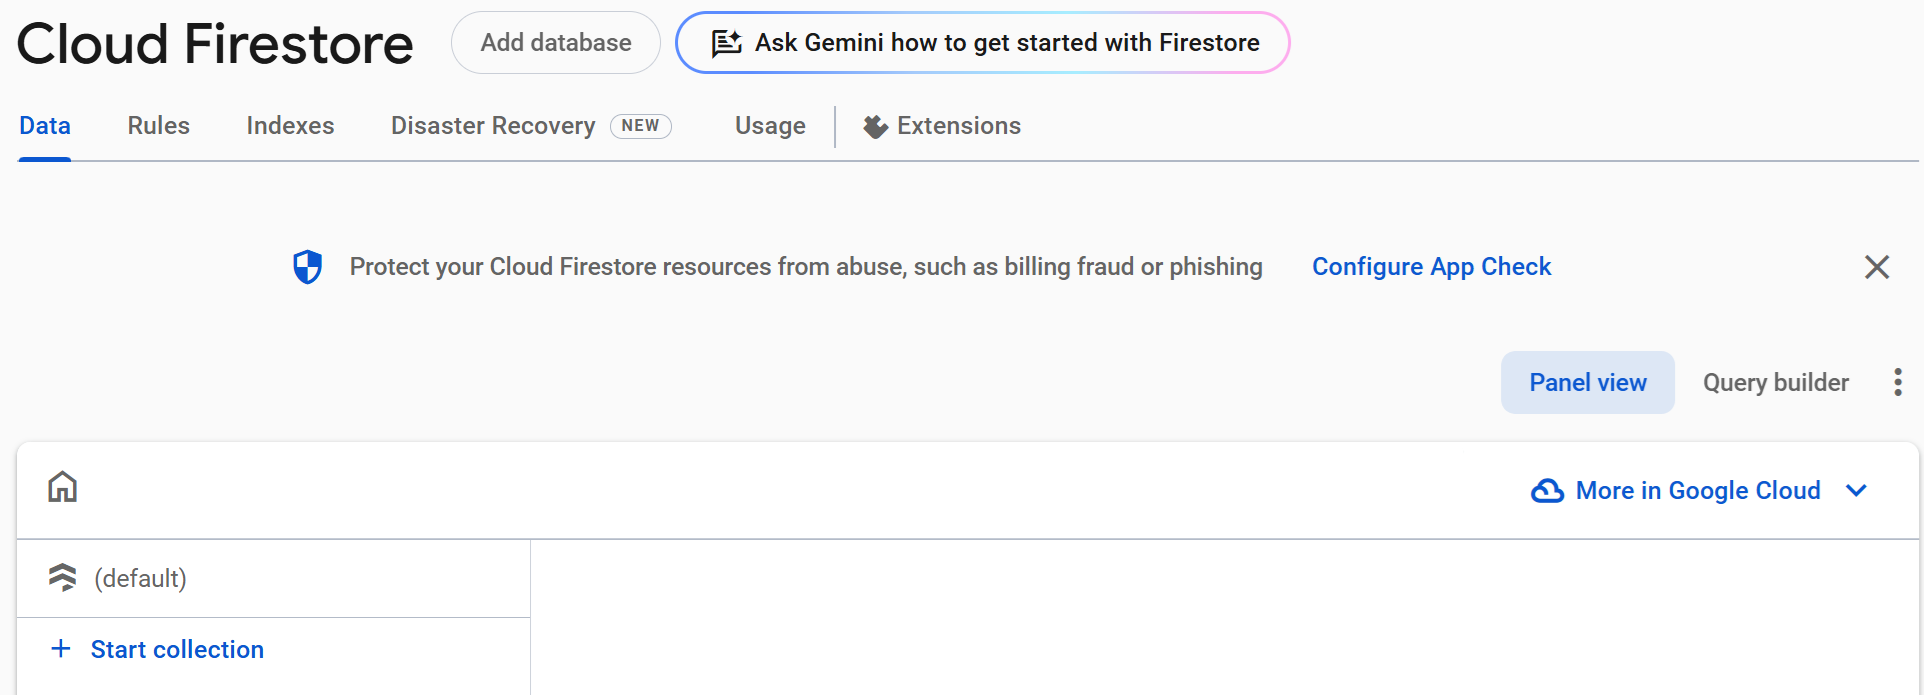 Cloud Firestore
Add database
Ask Gemini how to get started with Firestore
Data
Rules
Indexes
Disaster Recovery NEW
Usage
Extensions
Protect your Cloud Firestore resources from abuse, such as billing fraud or phishing
Configure App Check
Panel view
Query builder
More in Google Cloud
(default)
+ Start collection